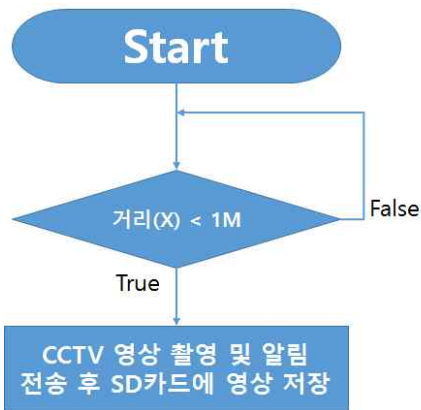 Start
거리(X) < 1M
False
True
CCTV 영상 촬영 및 알림
전송 후 SD카드에 영상 저장